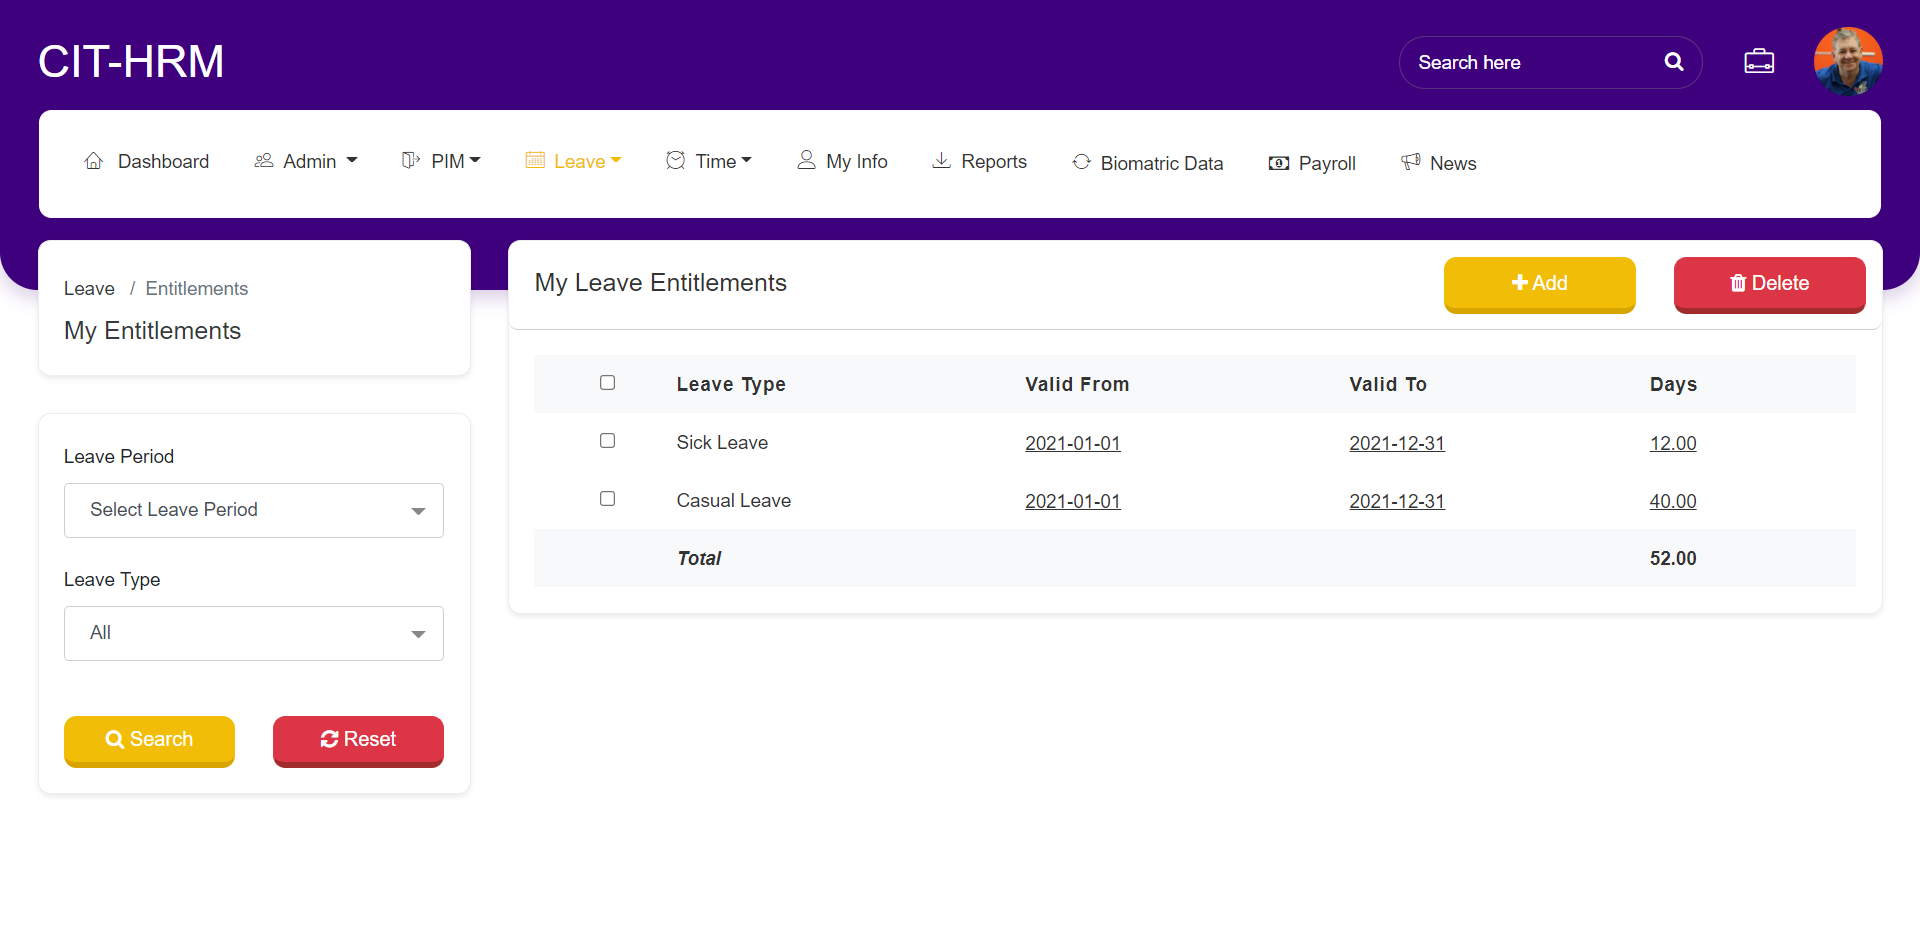 CIT-HRM
Search here
Dashboard Admin PIM Leave Time My Info Reports Biomatric Data Payroll News
Leave / Entitlements
My Entitlements
Leave Period
Select Leave Period
Leave Type
All
Search Reset
My Leave Entitlements
Add Delete
Leave Type Valid From Valid To Days
Sick Leave 2021-01-01 2021-12-31 12.00
Casual Leave 2021-01-01 2021-12-31 40.00
Total 52.00